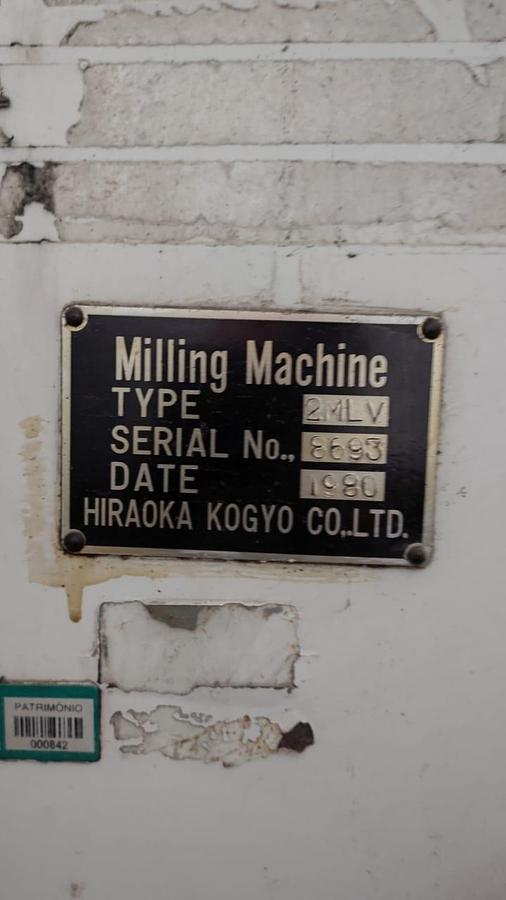 Milling Machine
TYPE 2MLV
SERIAL No., 8693
DATE 1980
HIRAOKA KOGYO CO,.LTD.
PATRIMÔNIO
000842